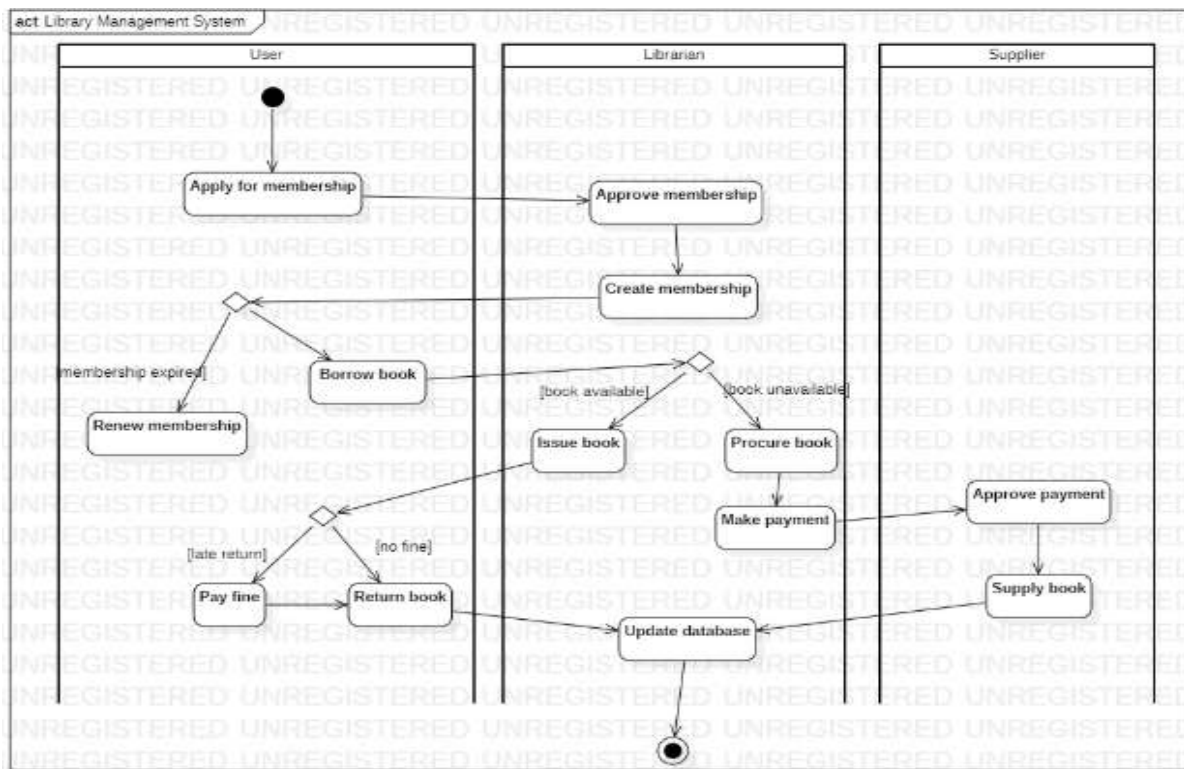 act Library Management System
User
Librarian
Supplier
Apply for membership
Approve membership
Create membership
[membership expired]
Borrow book
[book available]
[book unavailable]
Renew membership
Issue book
Procure book
Approve payment
Make payment
[late return]
[no fine]
Pay fine
Return book
Supply book
Update database
UNREGISTERED